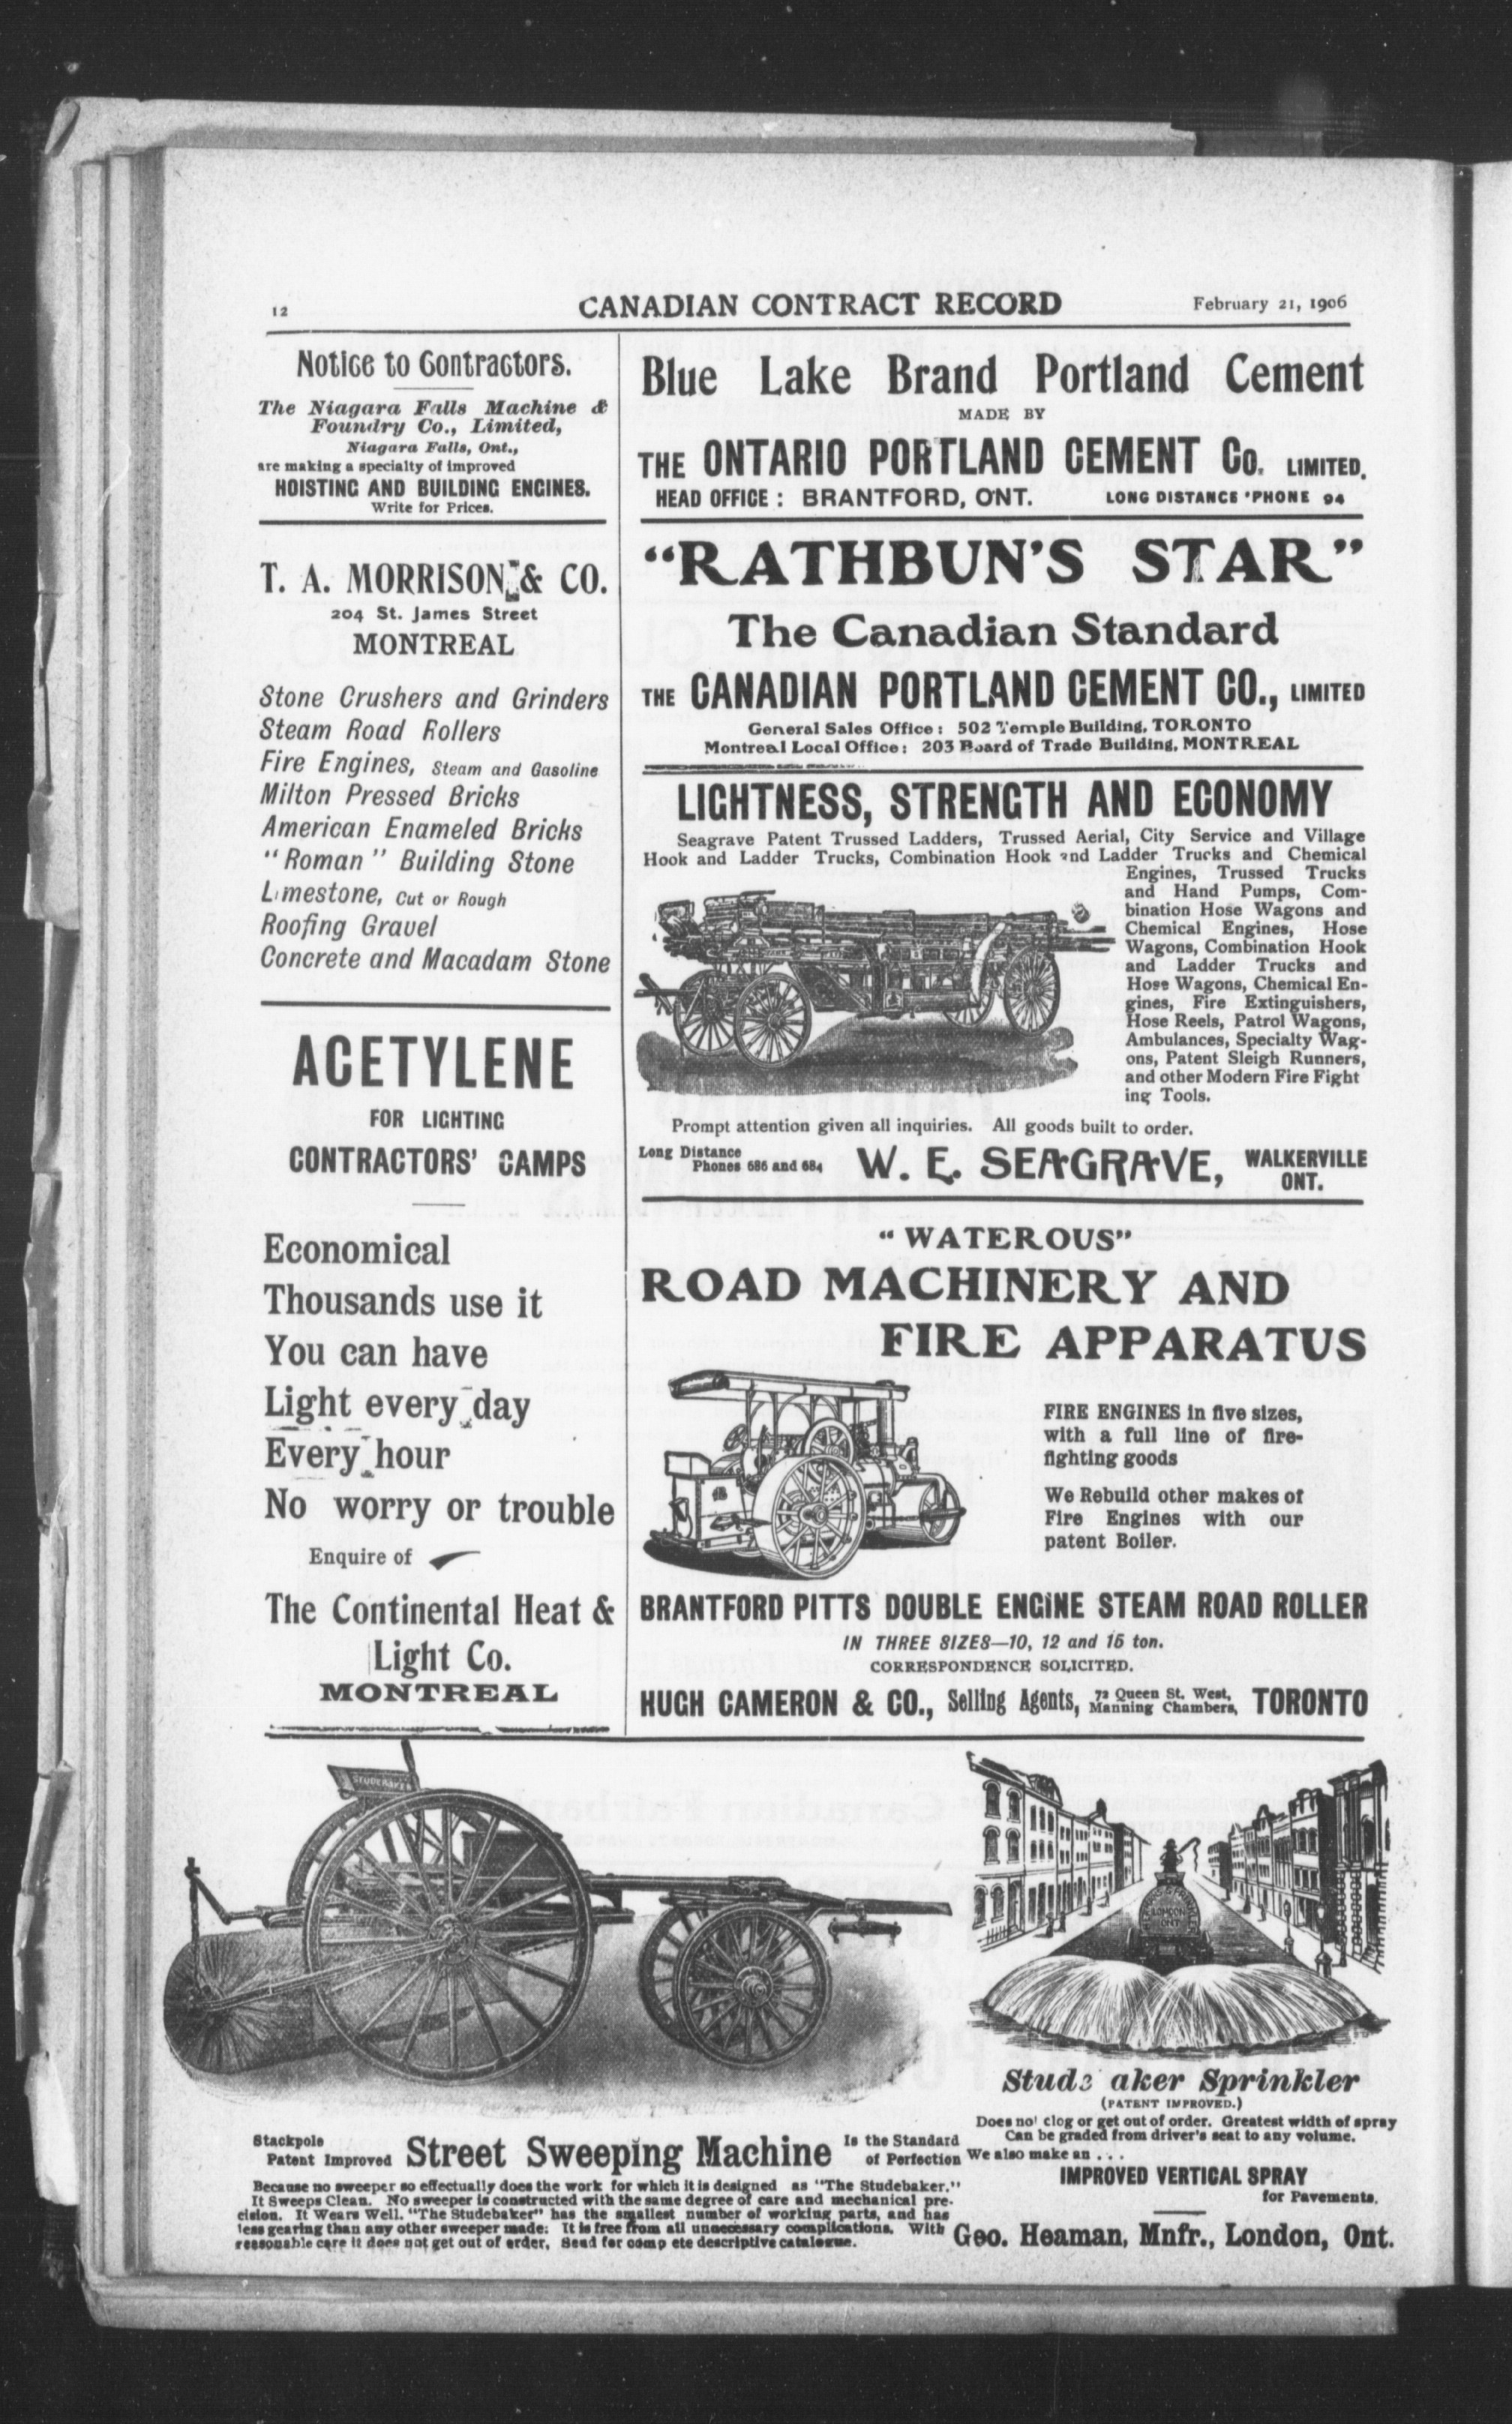 12
CANADIAN CONTRACT RECORD
February 21, 1906
Notice to Contractors.
The Niagara Falls Machine &
Foundry Co., Limited,
Niagara Falls, Ont.,
are making a specialty of improved
HOISTING AND BUILDING ENGINES.
Write for Prices.
T. A. MORRISON & CO.
204 St. James Street
MONTREAL
Stone Crushers and Grinders
Steam Road Rollers
Fire Engines, Steam and Gasoline
Milton Pressed Bricks
American Enameled Bricks
"Roman" Building Stone
Limestone, Cut or Rough
Roofing Gravel
Concrete and Macadam Stone
ACETYLENE
FOR LIGHTING
CONTRACTORS' CAMPS
Economical
Thousands use it
You can have
Light every day
Every hour
No worry or trouble
Enquire of
The Continental Heat &
Light Co.
MONTREAL
Blue Lake Brand Portland Cement
MADE BY
THE ONTARIO PORTLAND CEMENT Co. LIMITED.
HEAD OFFICE : BRANTFORD, ONT. LONG DISTANCE 'PHONE 94
"RATHBUN'S STAR"
The Canadian Standard
THE CANADIAN PORTLAND CEMENT CO., LIMITED
General Sales Office: 502 Temple Building, TORONTO
Montreal Local Office: 203 Board of Trade Building, MONTREAL
LIGHTNESS, STRENGTH AND ECONOMY
Seagrave Patent Trussed Ladders, Trussed Aerial, City Service and Village
Hook and Ladder Trucks, Combination Hook and Ladder Trucks and Chemical
Engines, Trussed Trucks
and Hand Pumps, Com-
bination Hose Wagons and
Chemical Engines, Hose
Wagons, Combination Hook
and Ladder Trucks and
Hose Wagons, Chemical En-
gines, Fire Extinguishers,
Hose Reels, Patrol Wagons,
Ambulances, Specialty Wag-
ons, Patent Sleigh Runners,
and other Modern Fire Fight
ing Tools.
Prompt attention given all inquiries. All goods built to order.
Long Distance
Phones 686 and 684
W. E. SEAGRAVE,
WALKERVILLE
ONT.
"WATEROUS"
ROAD MACHINERY AND
FIRE APPARATUS
FIRE ENGINES in five sizes,
with a full line of fire-
fighting goods
We Rebuild other makes of
Fire Engines with our
patent Boiler.
BRANTFORD PITTS DOUBLE ENGINE STEAM ROAD ROLLER
IN THREE SIZES—10, 12 and 15 ton.
CORRESPONDENCE SOLICITED.
HUGH CAMERON & CO., Selling Agents, 72 Queen St. West, Manning Chambers, TORONTO
STUDEBAKER
LONDON
ONT
Stackpole
Patent Improved
Street Sweeping Machine
Is the Standard
of Perfection
Because no sweeper so effectually does the work for which it is designed as "The Studebaker."
It Sweeps Clean. No sweeper is constructed with the same degree of care and mechanical pre-
cision. It Wears Well. "The Studebaker" has the smallest number of working parts, and has
less gearing than any other sweeper made: It is free from all unnecessary complications. With
reasonable care it does not get out of order, Send for comp ete descriptive catalogue.
Stude aker Sprinkler
(PATENT IMPROVED.)
Does not clog or get out of order. Greatest width of spray
Can be graded from driver's seat to any volume.
We also make an . . .
IMPROVED VERTICAL SPRAY
for Pavements.
Geo. Heaman, Mnfr., London, Ont.